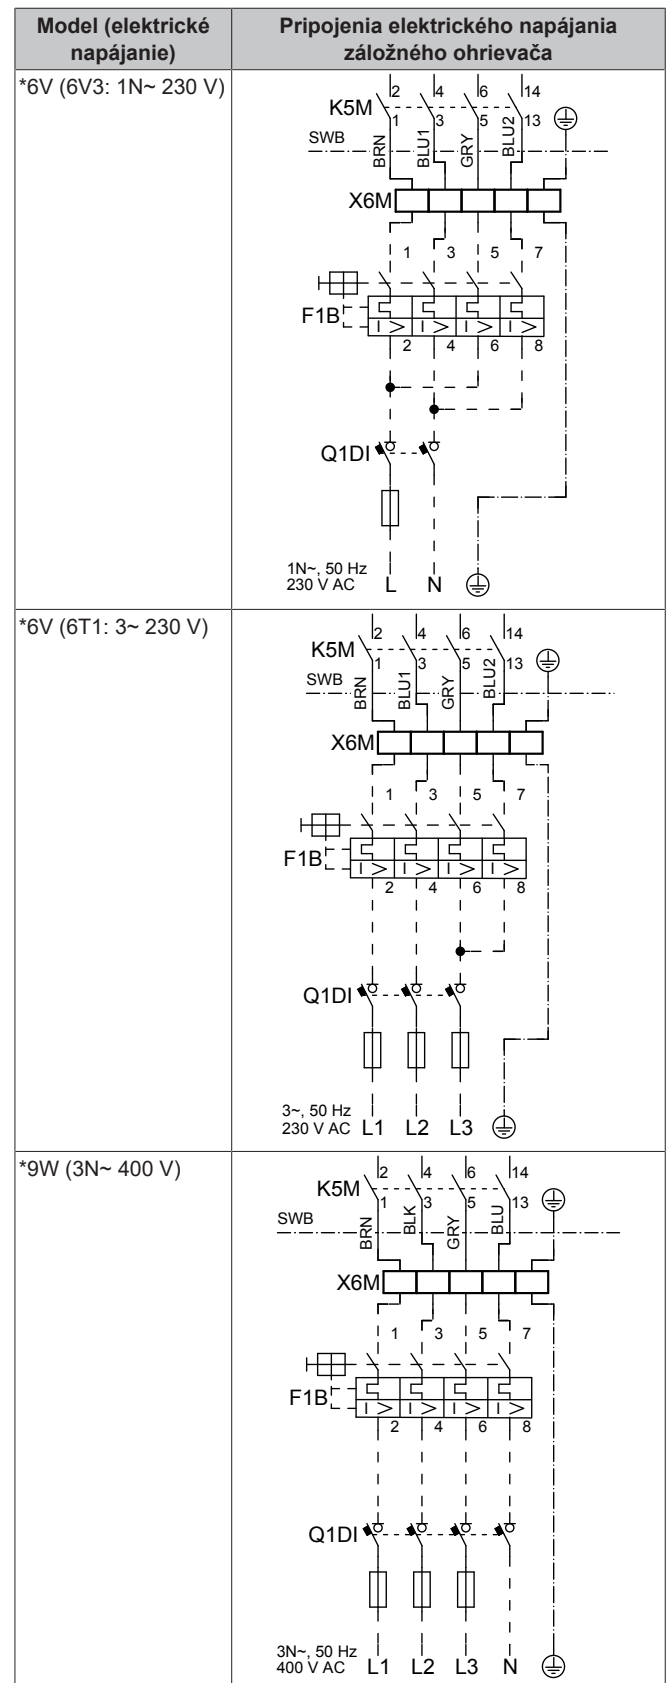 Model (elektrické napájanie)
Pripojenia elektrického napájania záložného ohrievača
*6V (6V3: 1N~ 230 V)
2 4 6 14
K5M
1 3 5 13
SWB
BRN BLU1 GRY BLU2
X6M
1 3 5 7
F1B
I > I > I > I >
2 4 6 8
Q1DI
1N~, 50 Hz
230 V AC L N
*6V (6T1: 3~ 230 V)
2 4 6 14
K5M
1 3 5 13
SWB
BRN BLU1 GRY BLU2
X6M
1 3 5 7
F1B
I > I > I > I >
2 4 6 8
Q1DI
3~, 50 Hz
230 V AC L1 L2 L3
*9W (3N~ 400 V)
2 4 6 14
K5M
1 3 5 13
SWB
BRN BLK GRY BLU
X6M
1 3 5 7
F1B
I > I > I > I >
2 4 6 8
Q1DI
3N~, 50 Hz
400 V AC L1 L2 L3 N